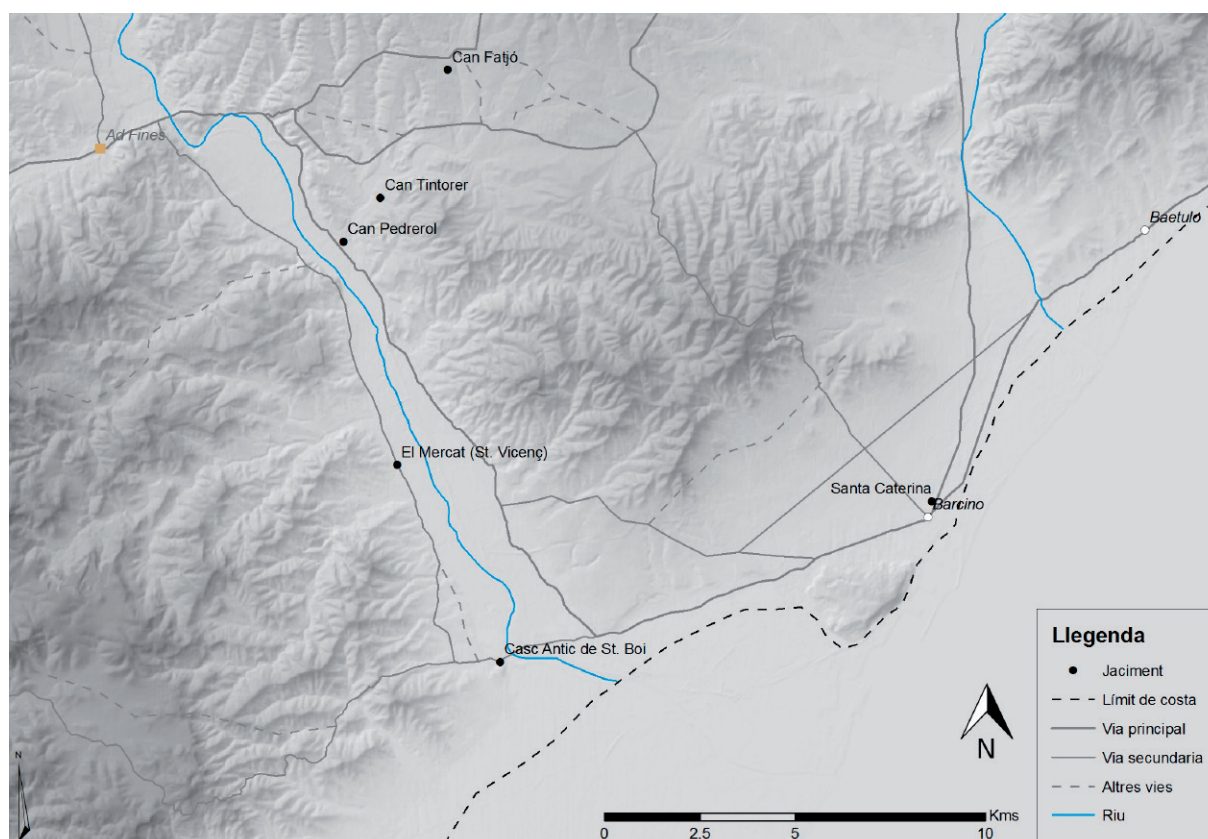 Can Fatjó
Ad Fines
Can Tintorer
Can Pedrerol
Baetulo
El Mercat (St. Vicenç)
Santa Caterina
Barcino
Casc Antic de St. Boi
Llegenda
Jaciment
Límit de costa
Via principal
Via secundaria
Altres vies
Riu
N
N
Kms
0 2.5 5 10